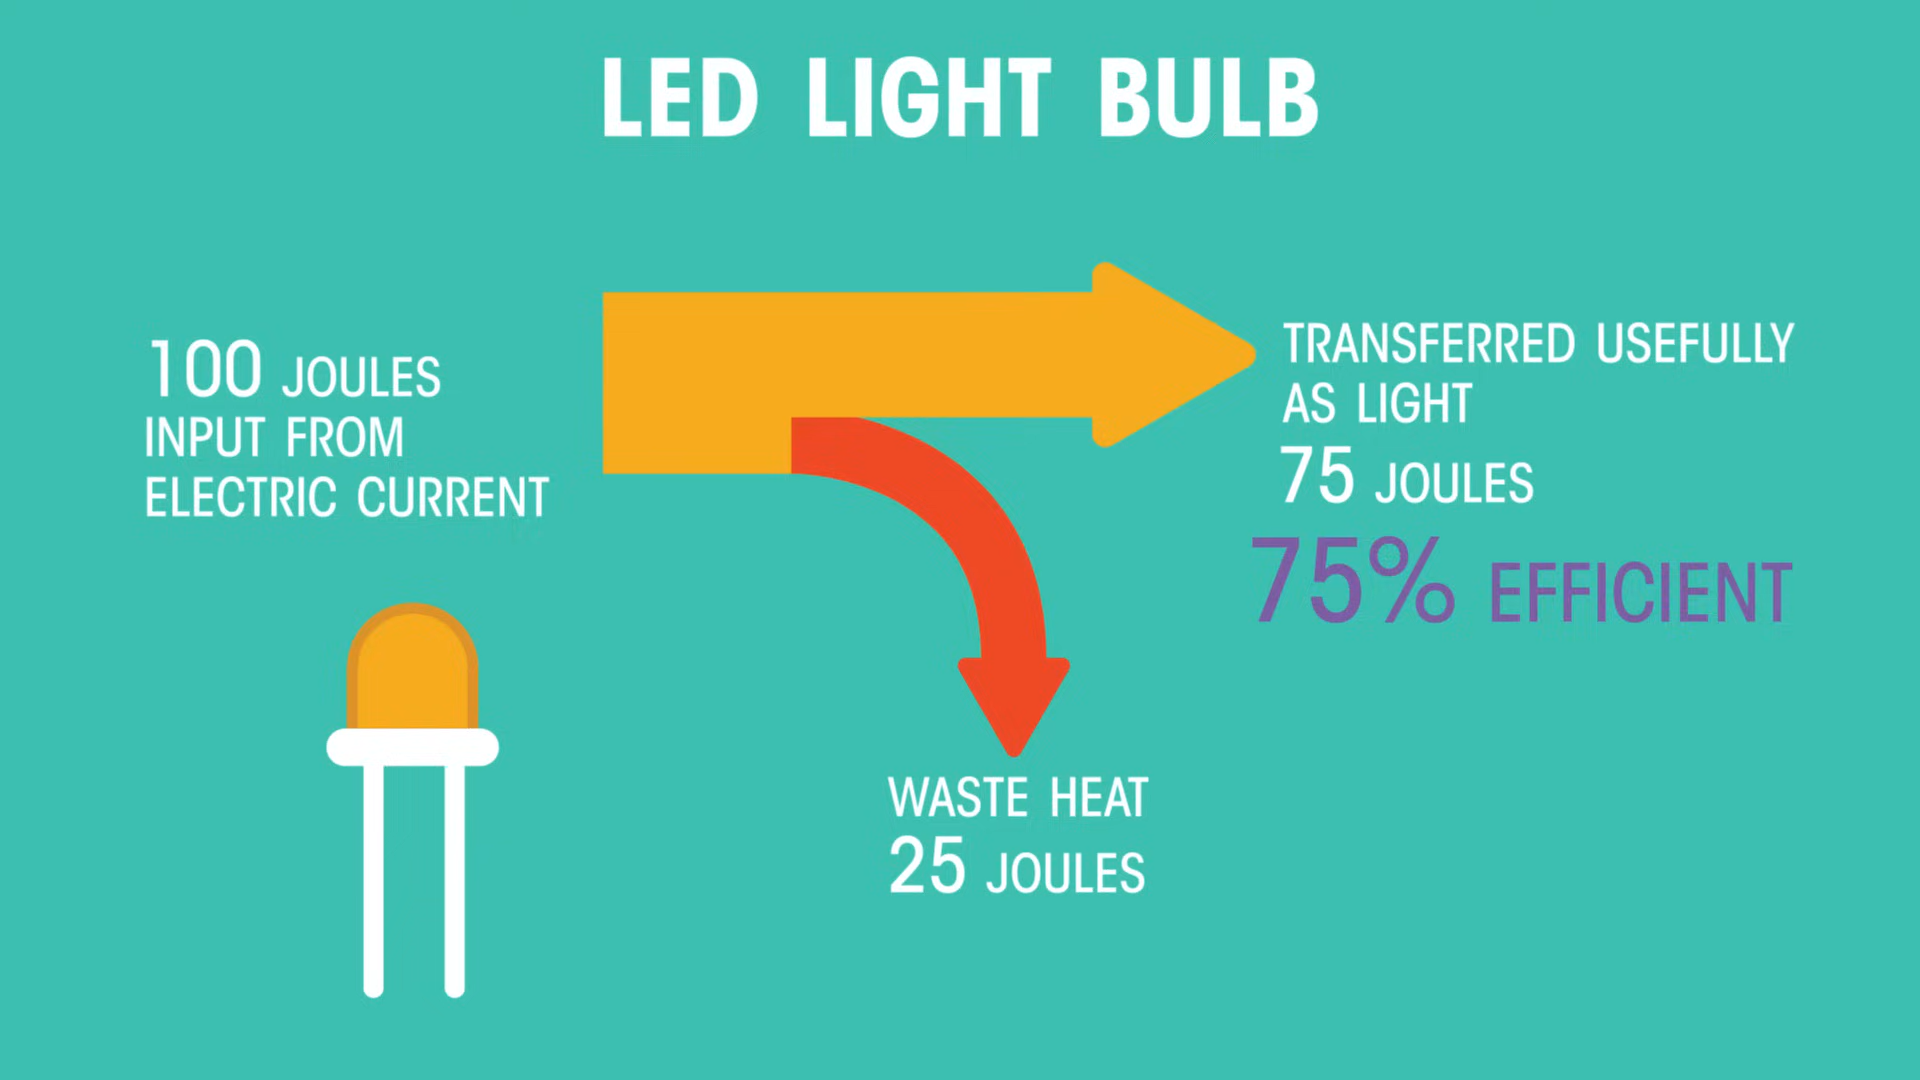 LED LIGHT BULB
100 JOULES
INPUT FROM
ELECTRIC CURRENT
TRANSFERRED USEFULLY
AS LIGHT
75 JOULES
75% EFFICIENT
WASTE HEAT
25 JOULES